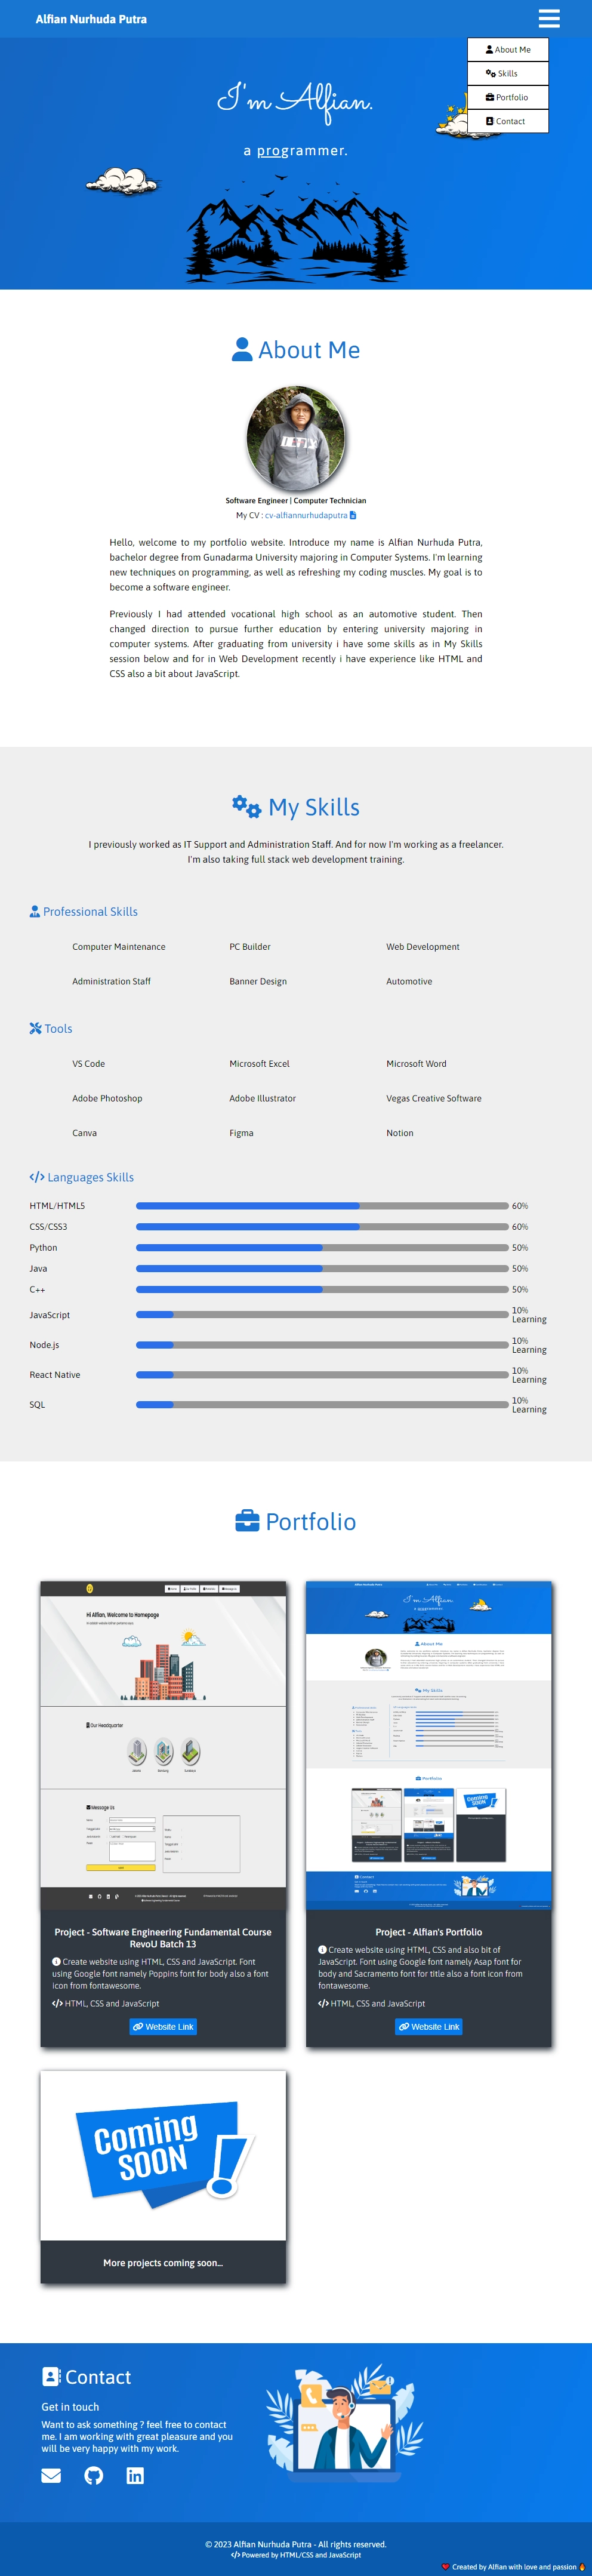 Alfian Nurhuda Putra
About Me
Skills
Portfolio
Contact
I'm Alfian.
a programmer.
About Me
Software Engineer | Computer Technician
My CV : cv-alfiannurhudaputra
Hello, welcome to my portfolio website. Introduce my name is Alfian Nurhuda Putra,
bachelor degree from Gunadarma University majoring in Computer Systems. I'm learning
new techniques on programming, as well as refreshing my coding muscles. My goal is to
become a software engineer.
Previously I had attended vocational high school as an automotive student. Then
changed direction to pursue further education by entering university majoring in
computer systems. After graduating from university i have some skills as in My Skills
session below and for in Web Development recently i have experience like HTML and
CSS also a bit about JavaScript.
My Skills
I previously worked as IT Support and Administration Staff. And for now I'm working as a freelancer.
I'm also taking full stack web development training.
Professional Skills
Computer Maintenance
PC Builder
Web Development
Administration Staff
Banner Design
Automotive
Tools
VS Code
Microsoft Excel
Microsoft Word
Adobe Photoshop
Adobe Illustrator
Vegas Creative Software
Canva
Figma
Notion
Languages Skills
HTML/HTML5 60%
CSS/CSS3 60%
Python 50%
Java 50%
C++ 50%
JavaScript 10%
Learning
Node.js 10%
Learning
React Native 10%
Learning
SQL 10%
Learning
Portfolio
Hi Alfian, Welcome to Homepage
Our Headquarter
Message Us
I'm Alfian.
a programmer.
About Me
My Skills
Portfolio
Coming
SOON
Contact
Project - Software Engineering Fundamental Course
RevoU Batch 13
Create website using HTML, CSS and JavaScript. Font
using Google font namely Poppins font for body also a font
icon from fontawesome.
HTML, CSS and JavaScript
Website Link
Project - Alfian's Portfolio
Create website using HTML, CSS and also bit of
JavaScript. Font using Google font namely Asap font for
body and Sacramento font for title also a font icon from
fontawesome.
HTML, CSS and JavaScript
Website Link
Coming
SOON
More projects coming soon...
Contact
Get in touch
Want to ask something ? feel free to contact
me. I am working with great pleasure and you
will be very happy with my work.
© 2023 Alfian Nurhuda Putra - All rights reserved.
Powered by HTML/CSS and JavaScript
Created by Alfian with love and passion